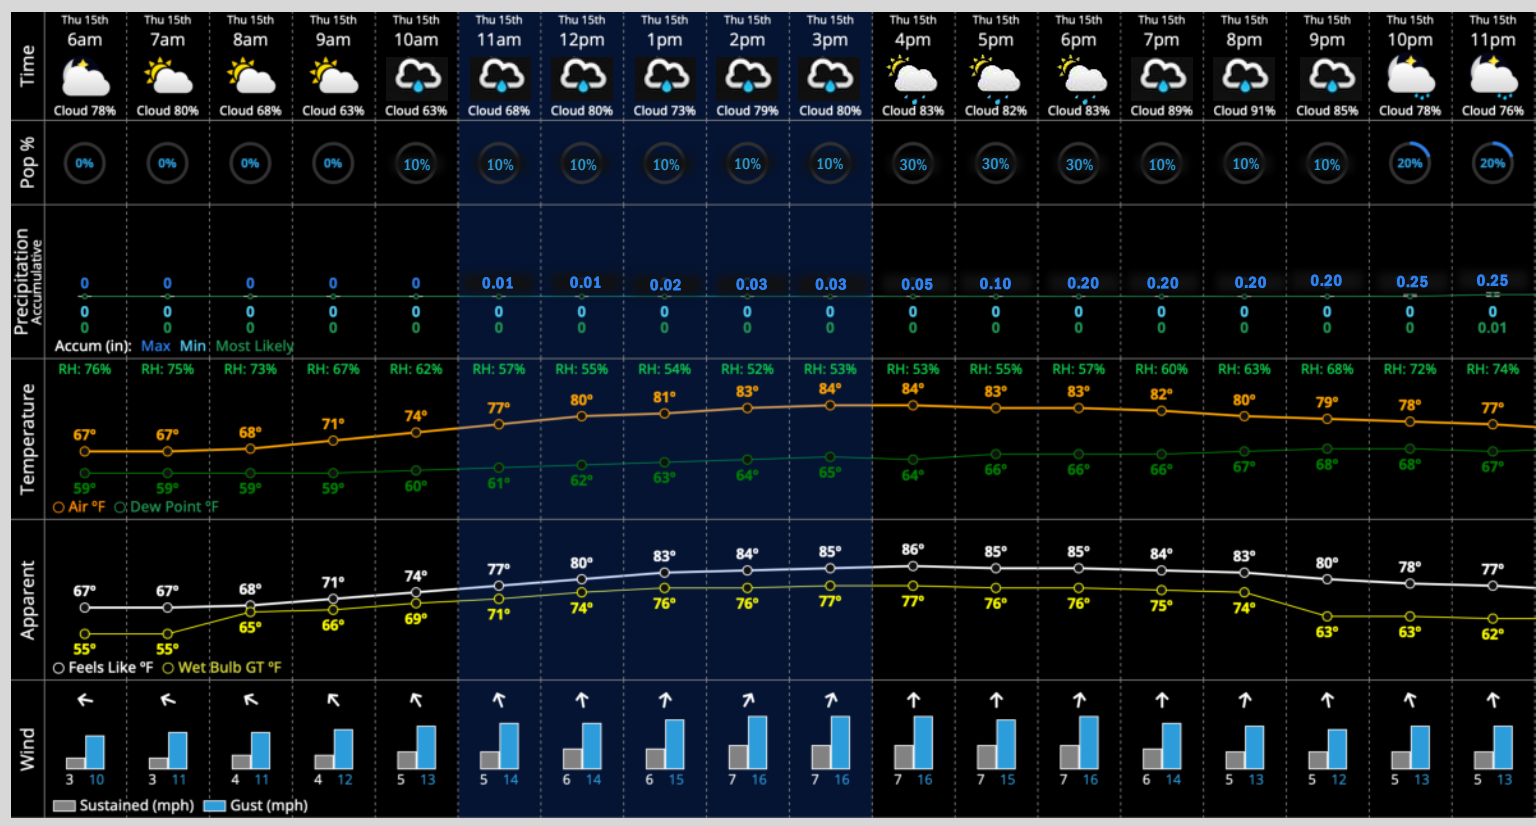 Time
Thu 15th Thu 15th Thu 15th Thu 15th Thu 15th Thu 15th Thu 15th Thu 15th Thu 15th Thu 15th Thu 15th Thu 15th Thu 15th Thu 15th Thu 15th Thu 15th Thu 15th Thu 15th
6am 7am 8am 9am 10am 11am 12pm 1pm 2pm 3pm 4pm 5pm 6pm 7pm 8pm 9pm 10pm 11pm
Cloud 78% Cloud 80% Cloud 68% Cloud 63% Cloud 63% Cloud 68% Cloud 80% Cloud 73% Cloud 79% Cloud 80% Cloud 83% Cloud 82% Cloud 83% Cloud 89% Cloud 91% Cloud 85% Cloud 78% Cloud 76%
Pop %
0% 0% 0% 0% 10% 10% 10% 10% 10% 10% 30% 30% 30% 10% 10% 10% 20% 20%
Precipitation
Accumulative
0 0 0 0 0 0.01 0.01 0.02 0.03 0.03 0.05 0.10 0.20 0.20 0.20 0.20 0.25 0.25
0 0 0 0 0 0 0 0 0 0 0 0 0 0 0 0 0 0
0 0 0 0 0 0 0 0 0 0 0 0 0 0 0 0 0 0.01
Accum (in): Max Min Most Likely
Temperature
RH: 76% RH: 75% RH: 73% RH: 67% RH: 62% RH: 57% RH: 55% RH: 54% RH: 52% RH: 53% RH: 53% RH: 55% RH: 57% RH: 60% RH: 63% RH: 68% RH: 72% RH: 74%
67° 67° 68° 71° 74° 77° 80° 81° 83° 84° 84° 83° 83° 82° 80° 79° 78° 77°
59° 59° 59° 59° 60° 61° 62° 63° 64° 65° 64° 66° 66° 66° 67° 68° 68° 67°
Air °F Dew Point °F
Apparent
67° 67° 68° 71° 74° 77° 80° 83° 84° 85° 86° 85° 85° 84° 83° 80° 78° 77°
55° 55° 65° 66° 69° 71° 74° 76° 76° 77° 77° 76° 76° 75° 74° 63° 63° 62°
Feels Like °F Wet Bulb GT °F
Wind
3 10 3 11 4 11 4 12 5 13 5 14 6 14 6 15 7 16 7 16 7 16 7 15 7 16 6 14 5 13 5 12 5 13 5 13
Sustained (mph) Gust (mph)